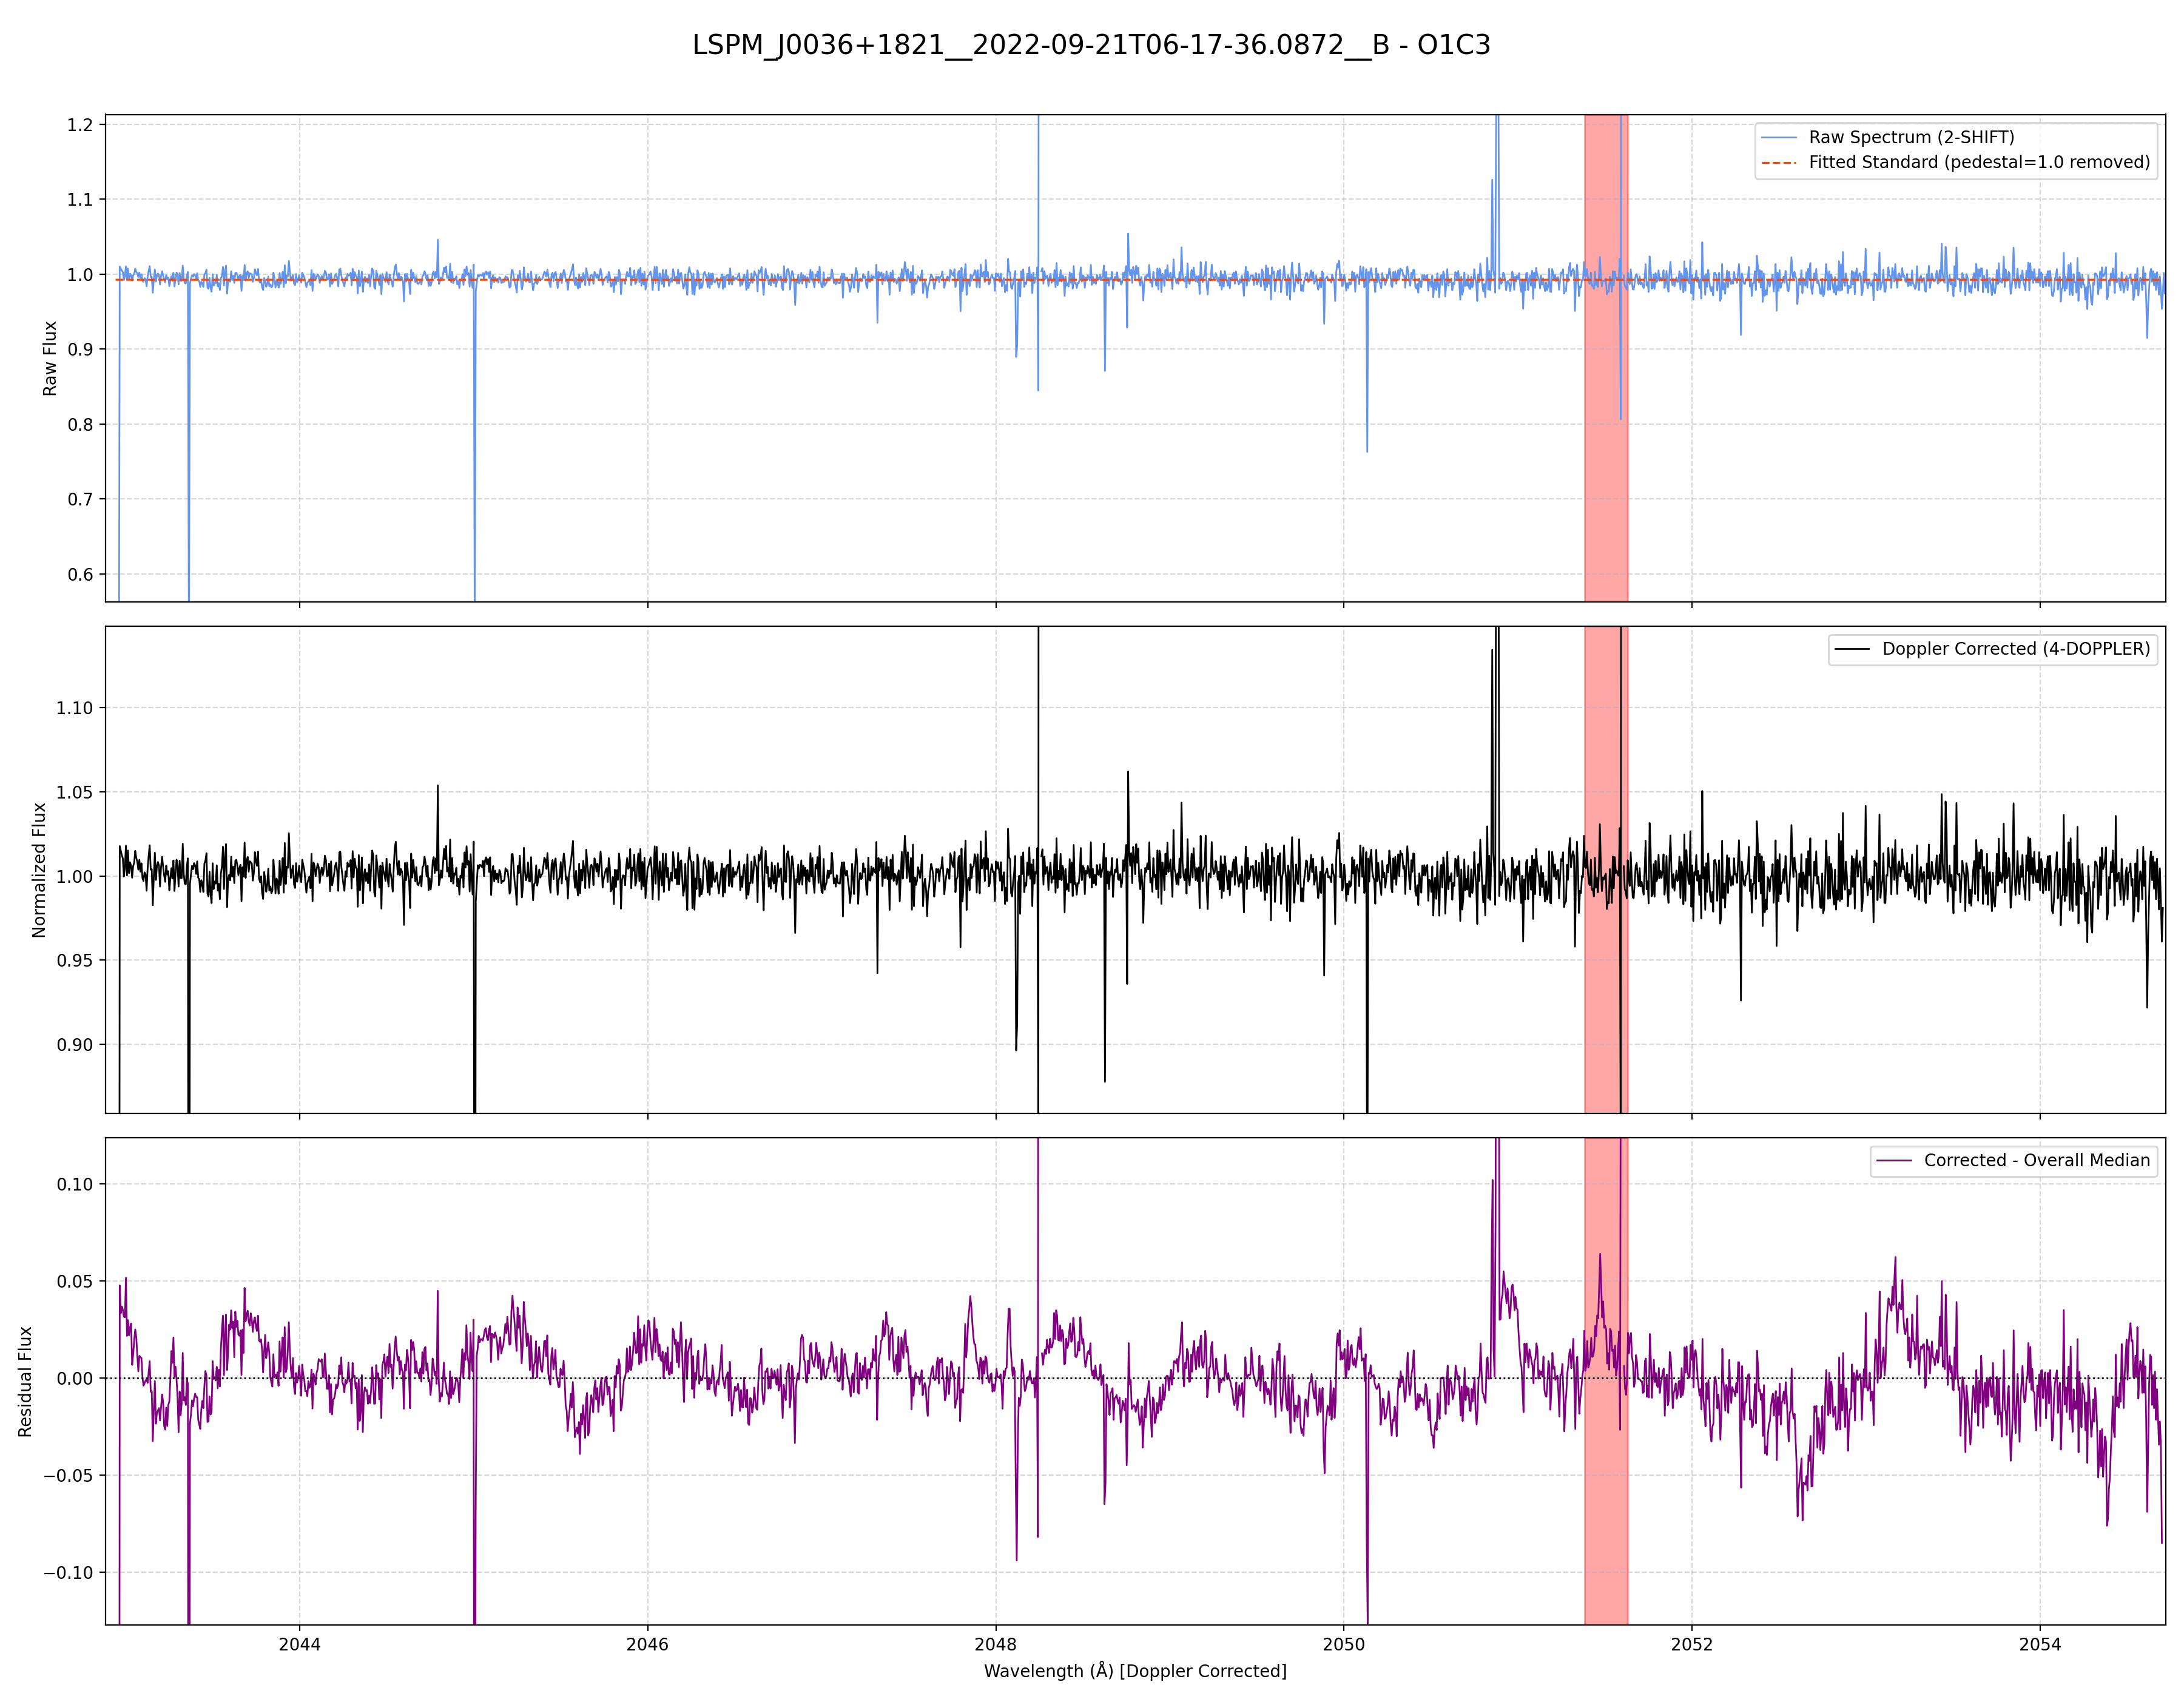 LSPM_J0036+1821__2022-09-21T06-17-36.0872__B - O1C3
1.2
1.1
1.0
0.9
0.8
0.7
0.6
Raw Flux
Raw Spectrum (2-SHIFT)
Fitted Standard (pedestal=1.0 removed)
1.10
1.05
1.00
0.95
0.90
Normalized Flux
Doppler Corrected (4-DOPPLER)
0.10
0.05
0.00
−0.05
−0.10
Residual Flux
Corrected - Overall Median
2044
2046
2048
2050
2052
2054
Wavelength (Å) [Doppler Corrected]